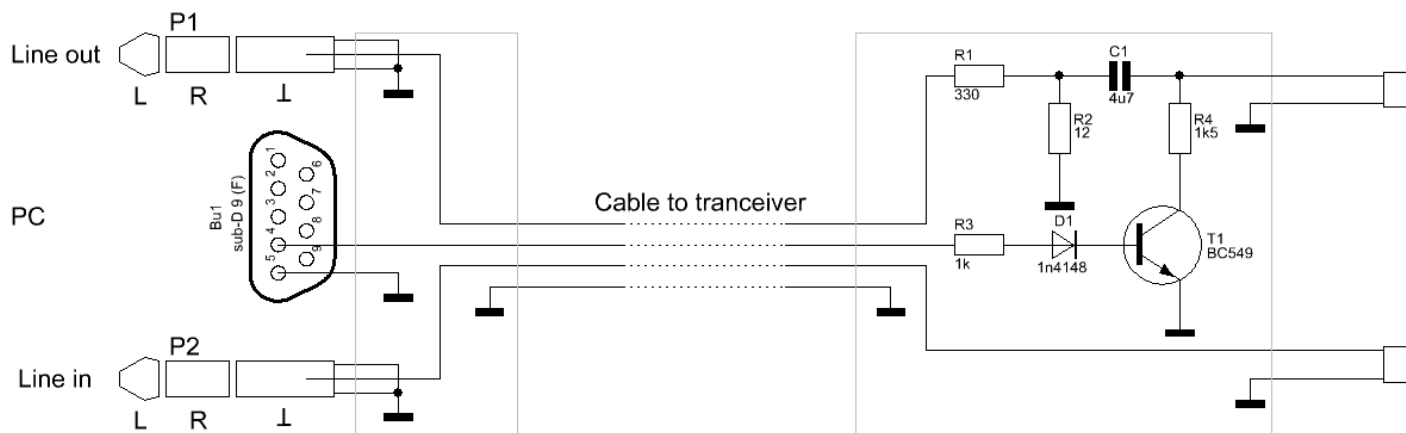 P1
Line out
L R ⊥
R1
330
C1
4u7
R2
12
R4
1k5
1
2
3
4
5
6
7
8
9
Bu1
sub-D 9 (F)
PC
Cable to tranceiver
R3
1k
D1
1n4148
T1
BC549
P2
Line in
L R ⊥